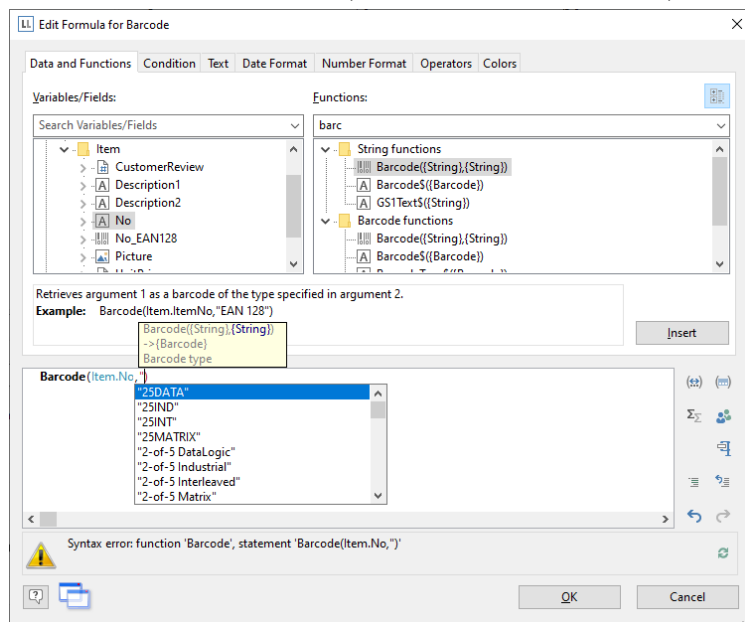 LL Edit Formula for Barcode
Data and Functions Condition Text Date Format Number Format Operators Colors
Variables/Fields: Functions:
Search Variables/Fields barc
Item String functions
CustomerReview Barcode({String},{String})
A Description1 A Barcode$({Barcode})
A Description2 A GS1Text$({String})
A No Barcode functions
No_EAN128 Barcode({String},{String})
Picture A Barcode$({Barcode})
Retrieves argument 1 as a barcode of the type specified in argument 2.
Example: Barcode(Item.ItemNo,"EAN 128")
Barcode({String},{String})
->{Barcode}
Barcode type
Insert
Barcode(Item.No,")
"25DATA"
"25IND"
"25INT"
"25MATRIX"
"2-of-5 DataLogic"
"2-of-5 Industrial"
"2-of-5 Interleaved"
"2-of-5 Matrix"
Syntax error: function 'Barcode', statement 'Barcode(Item.No,")'
OK Cancel